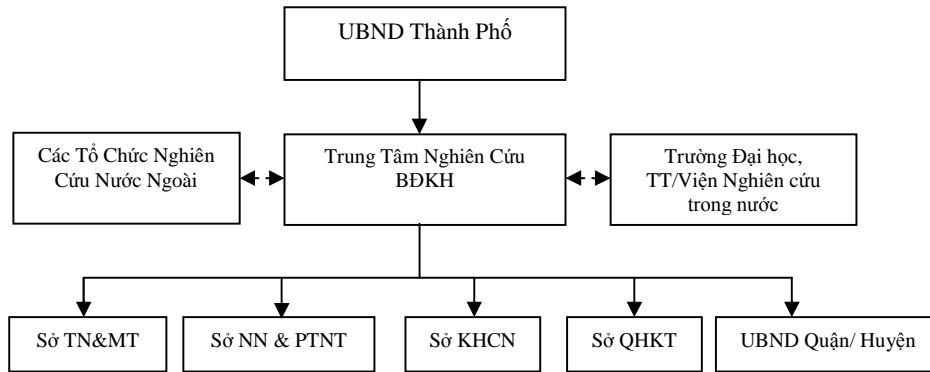 UBND Thành Phố
Các Tổ Chức Nghiên
Cứu Nước Ngoài
Trung Tâm Nghiên Cứu
BĐKH
Trường Đại học,
TT/Viện Nghiên cứu
trong nước
Sở TN&MT
Sở NN & PTNT
Sở KHCN
Sở QHKT
UBND Quận/ Huyện